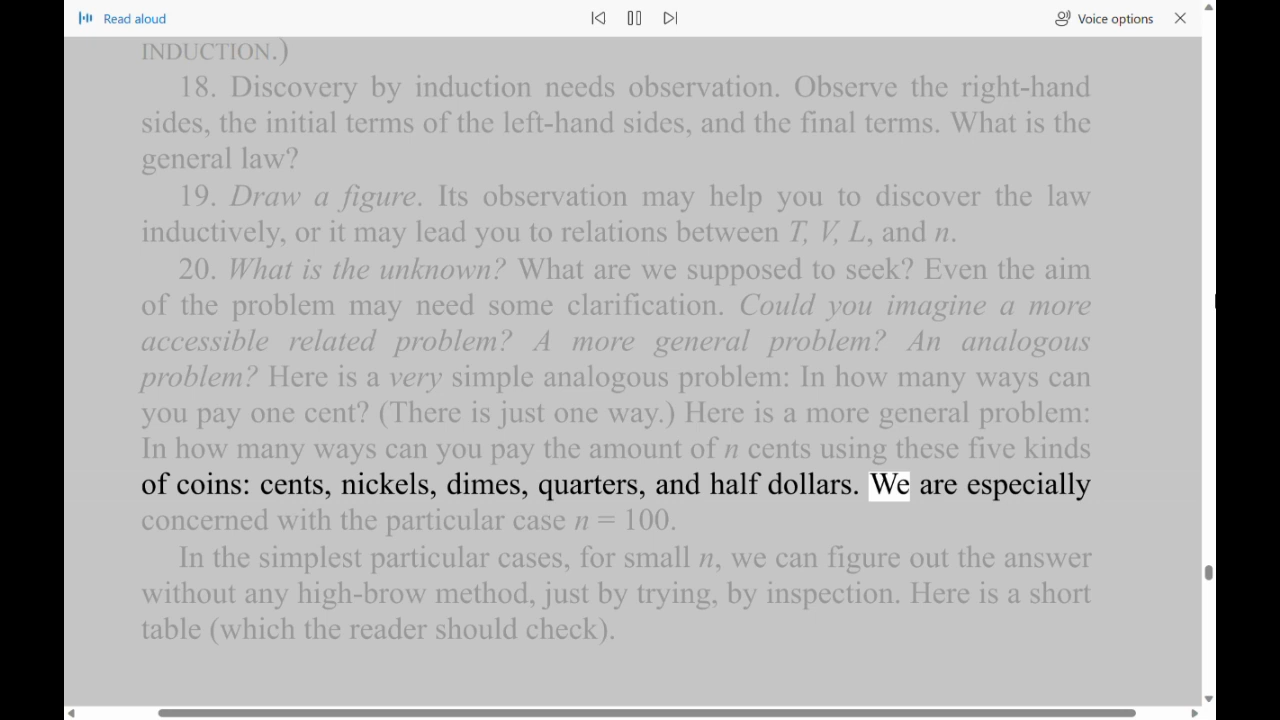 Read aloud
Voice options
INDUCTION.)
18. Discovery by induction needs observation. Observe the right-hand
sides, the initial terms of the left-hand sides, and the final terms. What is the
general law?
19. Draw a figure. Its observation may help you to discover the law
inductively, or it may lead you to relations between T, V, L, and n.
20. What is the unknown? What are we supposed to seek? Even the aim
of the problem may need some clarification. Could you imagine a more
accessible related problem? A more general problem? An analogous
problem? Here is a very simple analogous problem: In how many ways can
you pay one cent? (There is just one way.) Here is a more general problem:
In how many ways can you pay the amount of n cents using these five kinds
of coins: cents, nickels, dimes, quarters, and half dollars. We are especially
concerned with the particular case n = 100.
In the simplest particular cases, for small n, we can figure out the answer
without any high-brow method, just by trying, by inspection. Here is a short
table (which the reader should check).